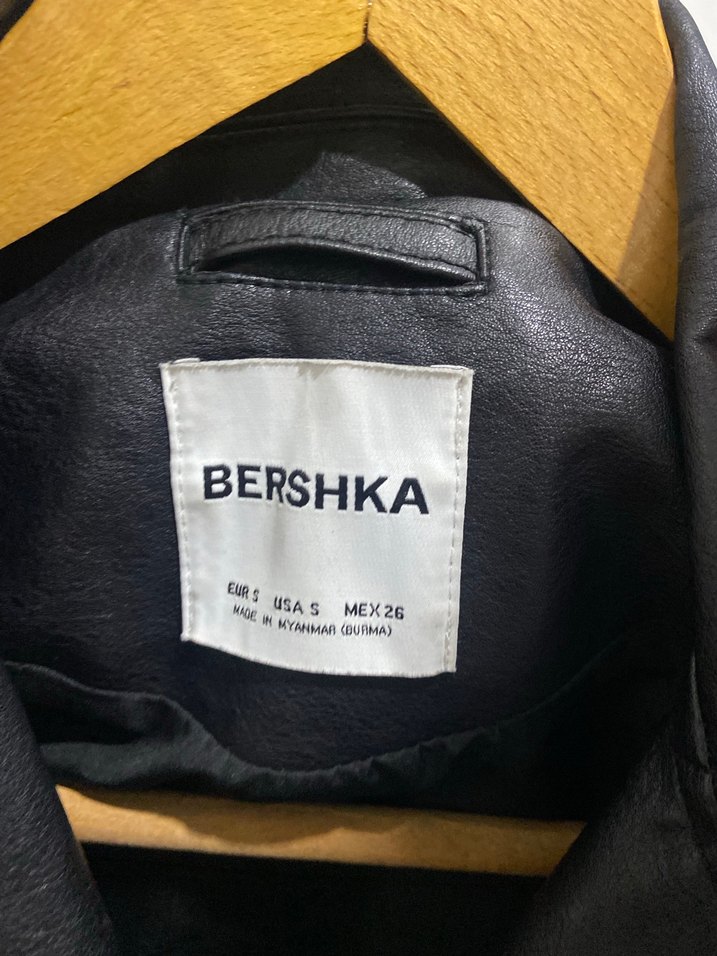 BERSHKA
EUR S USA S MEX 26
MADE IN MYANMAR (BURMA)